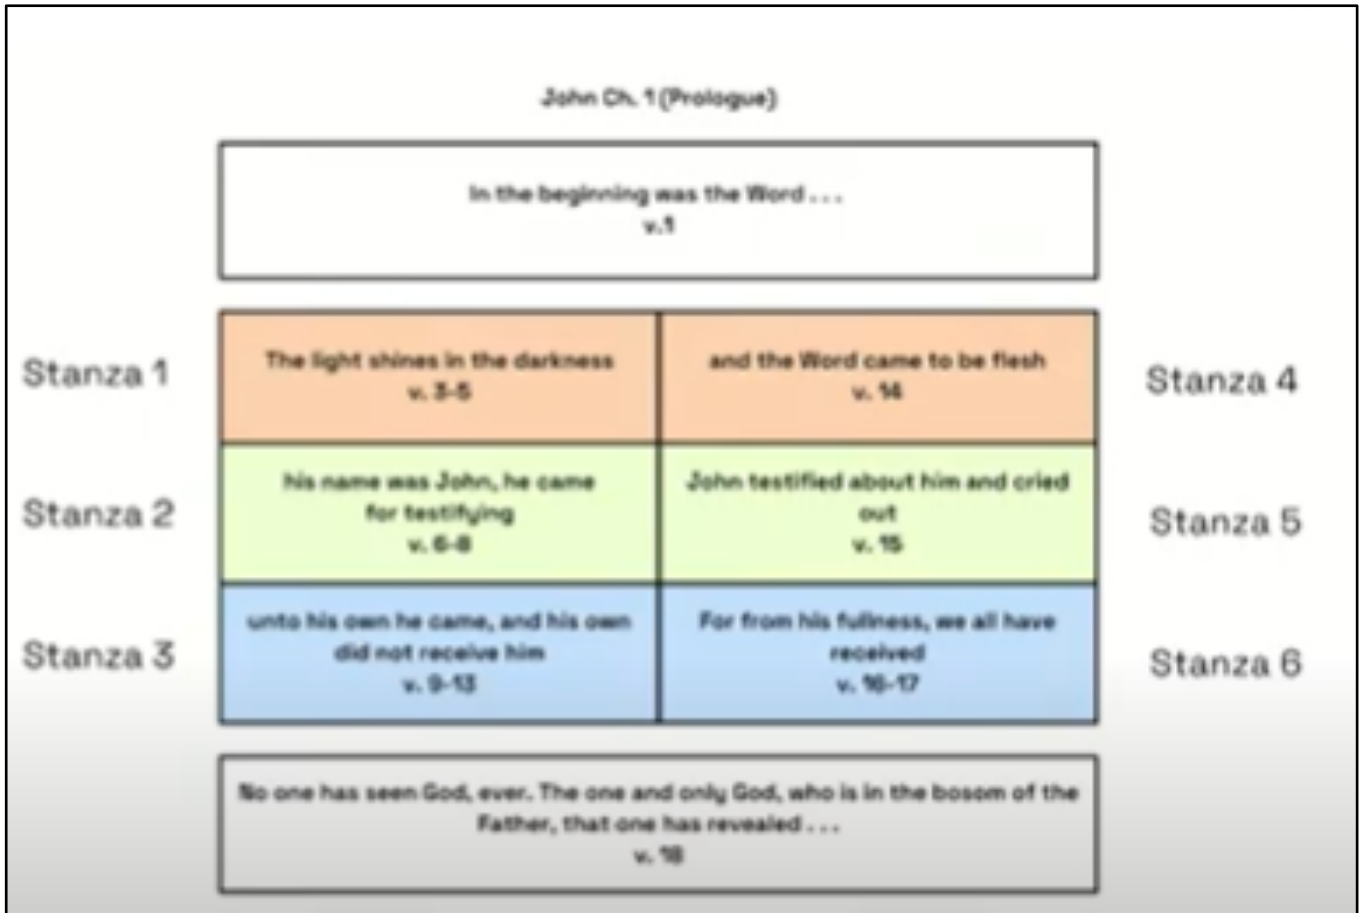 John Ch. 1 (Prologue)
In the beginning was the Word . . .
v.1
Stanza 1
The light shines in the darkness
v. 3-5
and the Word came to be flesh
v. 14
Stanza 4
Stanza 2
his name was John, he came
for testifying
v. 6-8
John testified about him and cried
out
v. 15
Stanza 5
Stanza 3
unto his own he came, and his own
did not receive him
v. 9-13
For from his fullness, we all have
received
v. 16-17
Stanza 6
No one has seen God, ever. The one and only God, who is in the bosom of the
Father, that one has revealed . . .
v. 18